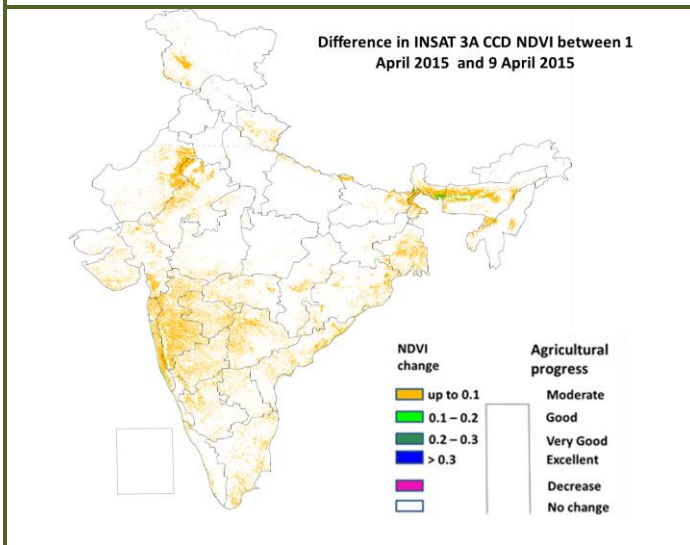 Difference in INSAT 3A CCD NDVI between 1
April 2015 and 9 April 2015
NDVI
change
Agricultural
progress
up to 0.1 Moderate
0.1 – 0.2 Good
0.2 – 0.3 Very Good
> 0.3 Excellent
Decrease
No change